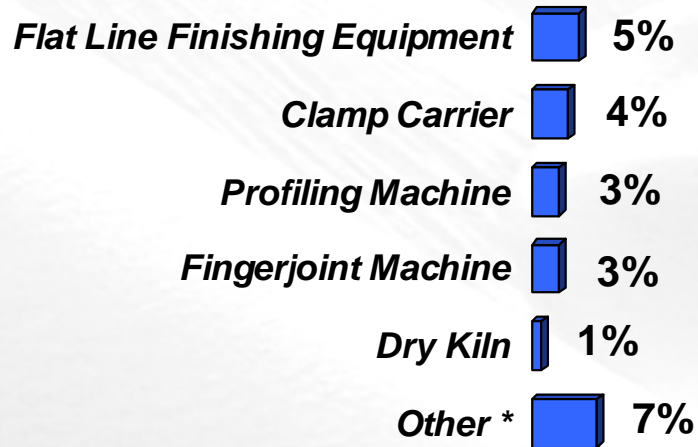 Flat Line Finishing Equipment 5%
Clamp Carrier 4%
Profiling Machine 3%
Fingerjoint Machine 3%
Dry Kiln 1%
Other * 7%